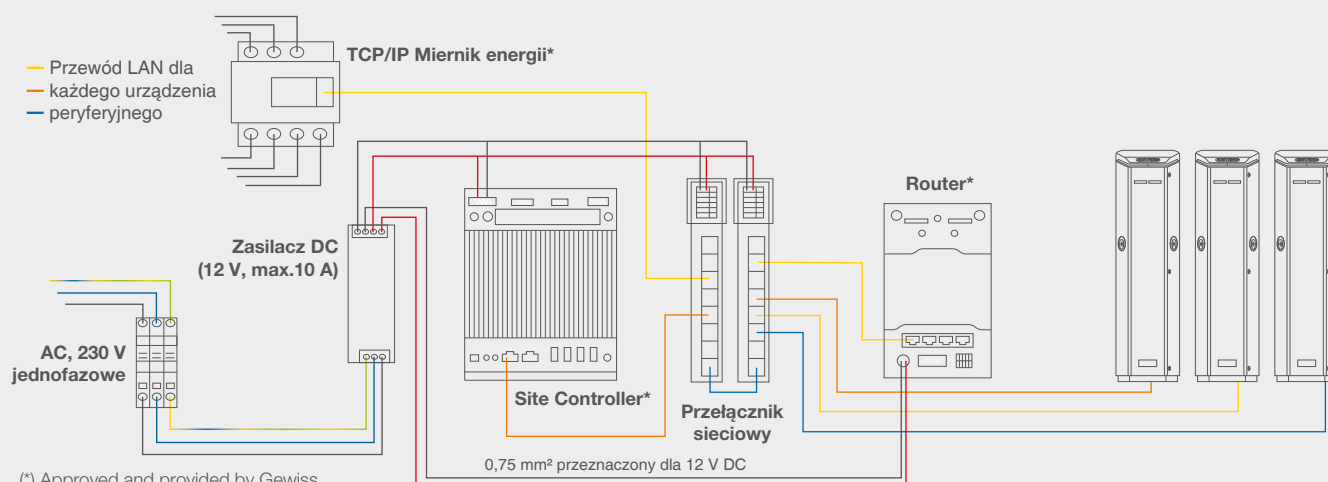 TCP/IP Miernik energii*
Przewód LAN dla
każdego urządzenia
peryferyjnego
Router*
Zasilacz DC
(12 V, max.10 A)
AC, 230 V
jednofazowe
Site Controller*
Przełącznik
sieciowy
0,75 mm² przeznaczony dla 12 V DC
(*) Approved and provided by Gewiss